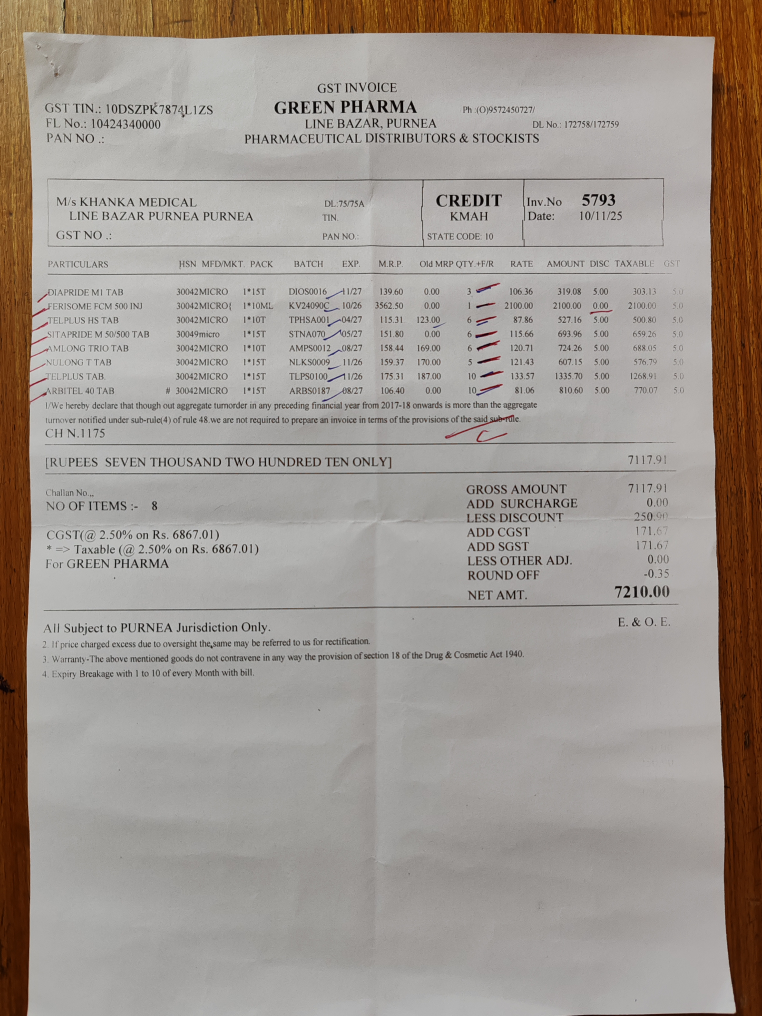 GST INVOICE
GST TIN.: 10DSZPK7874L1ZS GREEN PHARMA Ph :(O)9572450727/
FL No.: 10424340000 LINE BAZAR, PURNEA DL No.: 172758/172759
PAN NO .: PHARMACEUTICAL DISTRIBUTORS & STOCKISTS
M/s KHANKA MEDICAL DL:75/75A CREDIT Inv.No 5793
LINE BAZAR PURNEA PURNEA TIN. KMAH Date: 10/11/25
GST NO .: PAN NO.: STATE CODE: 10
PARTICULARS HSN MFD/MKT. PACK BATCH EXP. M.R.P Old MRP QTY.+F/R RATE AMOUNT DISC TAXABLE GST
DIAPRIDE M1 TAB 30042MICRO 1*15T DIOS0016 11/27 139.60 0.00 3 106.36 319.08 5.00 303.13 5.0
FERISOME FCM 500 INJ 30042MICRO{ 1*10ML KV24090C 10/26 3562.50 0.00 1 2100.00 2100.00 0.00 2100.00 5.0
TELPLUS HS TAB 30042MICRO 1*10T TPHSA001 04/27 115.31 123.00 6 87.86 527.16 5.00 500.80 5.0
SITAPRIDE M 50/500 TAB 30049micro 1*15T STNA070 05/27 151.80 0.00 6 115.66 693.96 5.00 659.26 5.0
AMLONG TRIO TAB 30042MICRO 1*10T AMPS0012 08/27 158.44 169.00 6 120.71 724.26 5.00 688.05 5.0
NULONG T TAB 30042MICRO 1*15T NLKS0009 11/26 159.37 170.00 5 121.43 607.15 5.00 576.79 5.0
TELPLUS TAB. 30042MICRO 1*15T TLPS0100 11/26 175.31 187.00 10 133.57 1335.70 5.00 1268.91 5.0
ARBITEL 40 TAB # 30042MICRO 1*15T ARBS0187 08/27 106.40 0.00 10 81.06 810.60 5.00 770.07 5.0
I/We hereby declare that though out aggregate turnorder in any preceding financial year from 2017-18 onwards is more than the aggregate
turnover notified under sub-rule(4) of rule 48.we are not required to prepare an invoice in terms of the provisions of the said sub-rule.
CH N.1175
[RUPEES SEVEN THOUSAND TWO HUNDRED TEN ONLY] 7117.91
Challan No.,, GROSS AMOUNT 7117.91
NO OF ITEMS :- 8 ADD SURCHARGE 0.00
LESS DISCOUNT 250.90
CGST(@ 2.50% on Rs. 6867.01) ADD CGST 171.67
* => Taxable (@ 2.50% on Rs. 6867.01) ADD SGST 171.67
For GREEN PHARMA LESS OTHER ADJ. 0.00
ROUND OFF -0.35
NET AMT. 7210.00
All Subject to PURNEA Jurisdiction Only. E. & O. E.
2. If price charged excess due to oversight the same may be referred to us for rectification.
3. Warranty-The above mentioned goods do not contravene in any way the provision of section 18 of the Drug & Cosmetic Act 1940.
4. Expiry Breakage with 1 to 10 of every Month with bill.